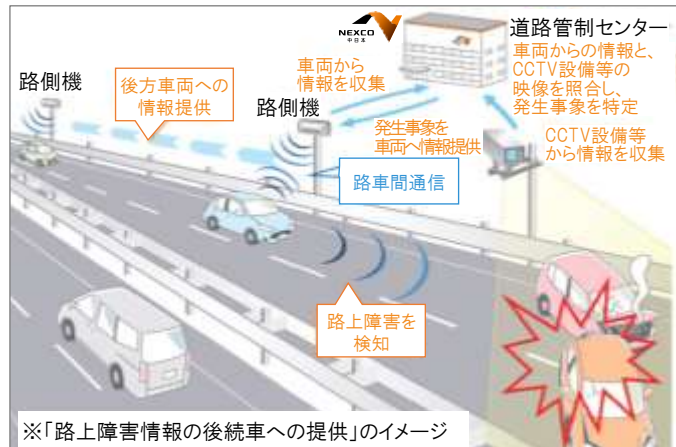 NEXCO
中日本
道路管制センター
車両からの情報と、
CCTV設備等の
映像を照合し、
発生事象を特定
車両から
情報を収集
路側機
後方車両への
情報提供
路側機
発生事象を
車両へ情報提供
CCTV設備等
から情報を収集
路車間通信
路上障害を
検知
※「路上障害情報の後続車への提供」のイメージ